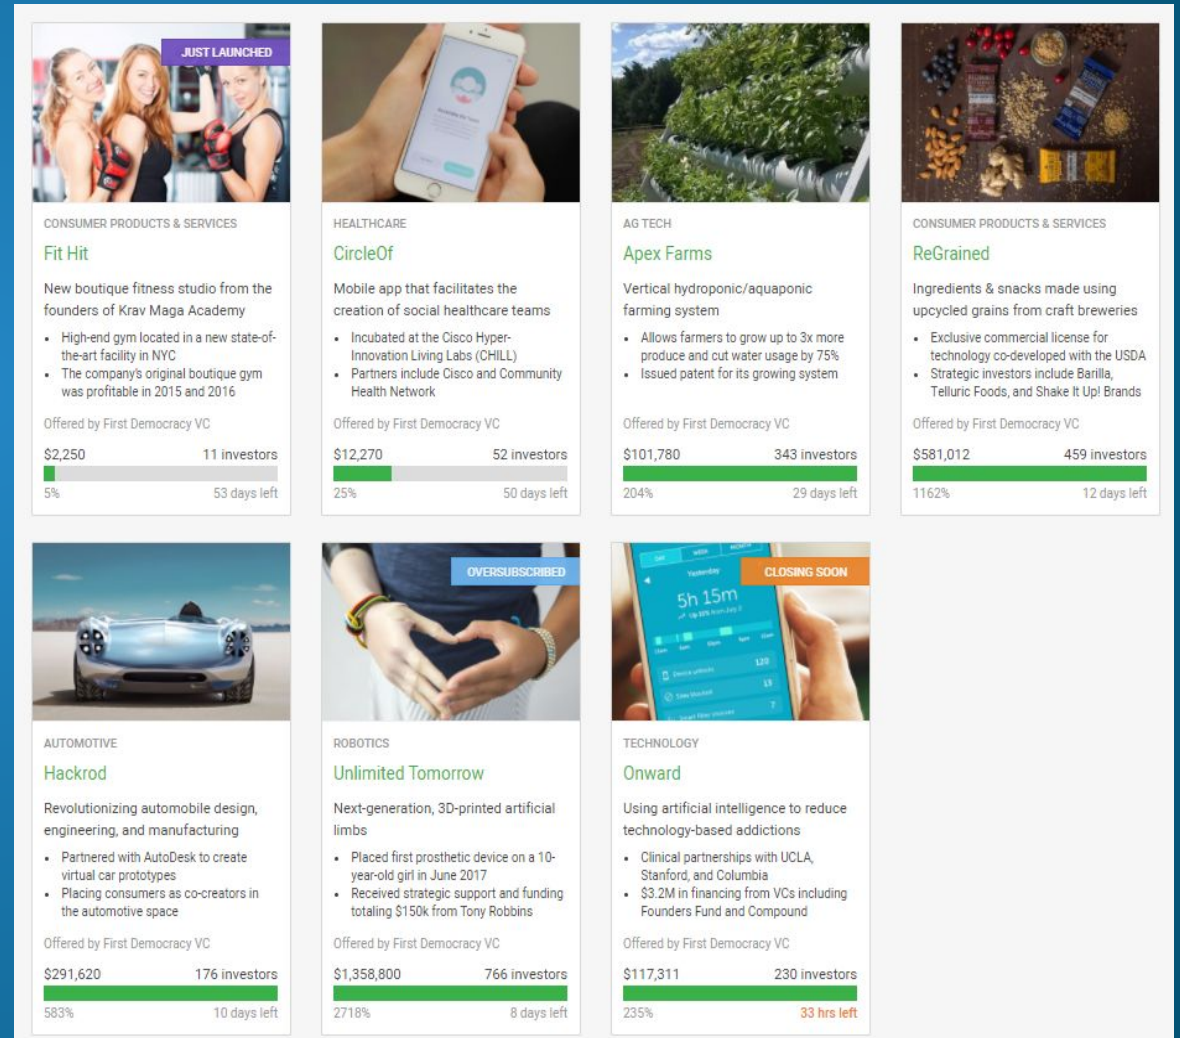 JUST LAUNCHED
CONSUMER PRODUCTS & SERVICES
Fit Hit
New boutique fitness studio from the
founders of Krav Maga Academy
• High-end gym located in a new state-of-
the-art facility in NYC
• The company's original boutique gym
was profitable in 2015 and 2016
Offered by First Democracy VC
$2,250 11 investors
5% 53 days left
HEALTHCARE
CircleOf
Mobile app that facilitates the
creation of social healthcare teams
• Incubated at the Cisco Hyper-
Innovation Living Labs (CHILL)
• Partners include Cisco and Community
Health Network
Offered by First Democracy VC
$12,270 52 investors
25% 50 days left
AG TECH
Apex Farms
Vertical hydroponic/aquaponic
farming system
• Allows farmers to grow up to 3x more
produce and cut water usage by 75%
• Issued patent for its growing system
Offered by First Democracy VC
$101,780 343 investors
204% 29 days left
CONSUMER PRODUCTS & SERVICES
ReGrained
Ingredients & snacks made using
upcycled grains from craft breweries
• Exclusive commercial license for
technology co-developed with the USDA
• Strategic investors include Barilla,
Telluric Foods, and Shake It Up! Brands
Offered by First Democracy VC
$581,012 459 investors
1162% 12 days left
AUTOMOTIVE
Hackrod
Revolutionizing automobile design,
engineering, and manufacturing
• Partnered with AutoDesk to create
virtual car prototypes
• Placing consumers as co-creators in
the automotive space
Offered by First Democracy VC
$291,620 176 investors
583% 10 days left
OVERSUBSCRIBED
ROBOTICS
Unlimited Tomorrow
Next-generation, 3D-printed artificial
limbs
• Placed first prosthetic device on a 10-
year-old girl in June 2017
• Received strategic support and funding
totaling $150k from Tony Robbins
Offered by First Democracy VC
$1,358,800 766 investors
2718% 8 days left
DAY WEEK MONTH
CLOSING SOON
Yesterday
5h 15m
Device unlocks 120
13
7
TECHNOLOGY
Onward
Using artificial intelligence to reduce
technology-based addictions
• Clinical partnerships with UCLA,
Stanford, and Columbia
• $3.2M in financing from VCs including
Founders Fund and Compound
Offered by First Democracy VC
$117,311 230 investors
235% 33 hrs left